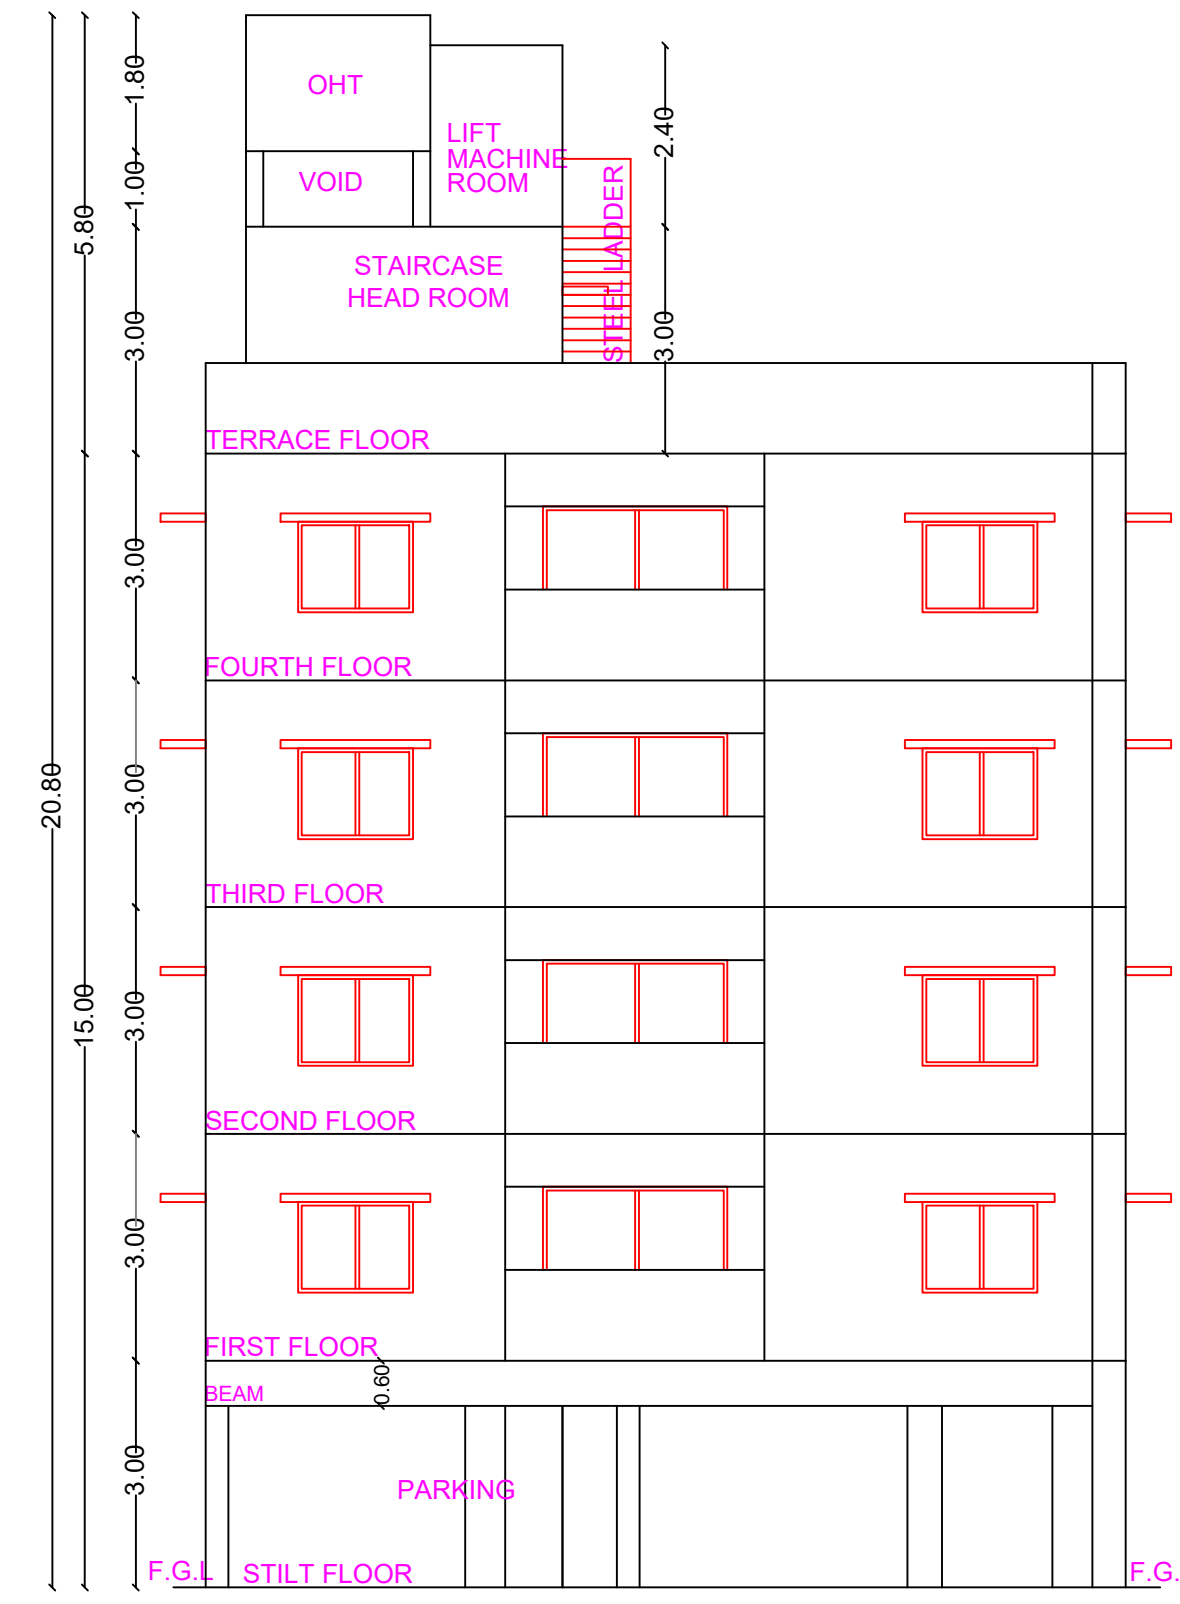 OHT
1.80
LIFT
MACHINE
ROOM
2.40
VOID
1.00
STEEL LADDER
5.80
STAIRCASE
HEAD ROOM
3.00
3.00
TERRACE FLOOR
3.00
FOURTH FLOOR
20.80
3.00
THIRD FLOOR
15.00
3.00
SECOND FLOOR
3.00
FIRST FLOOR
0.60
BEAM
3.00
PARKING
F.G.L
STILT FLOOR
F.G.